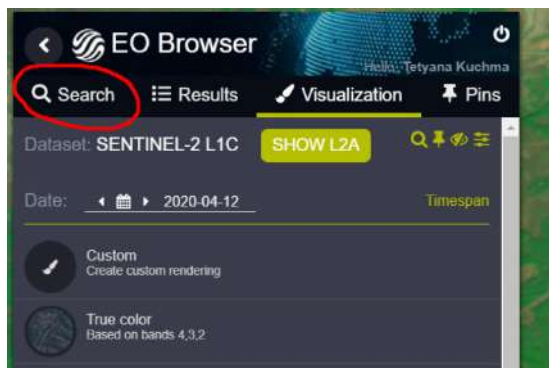 EO Browser
Hello, Tetyana Kuchma
Search Results Visualization Pins
Dataset: SENTINEL-2 L1C SHOW L2A
Date: 2020-04-12 Timespan
Custom
Create custom rendering
True color
Based on bands 4,3,2